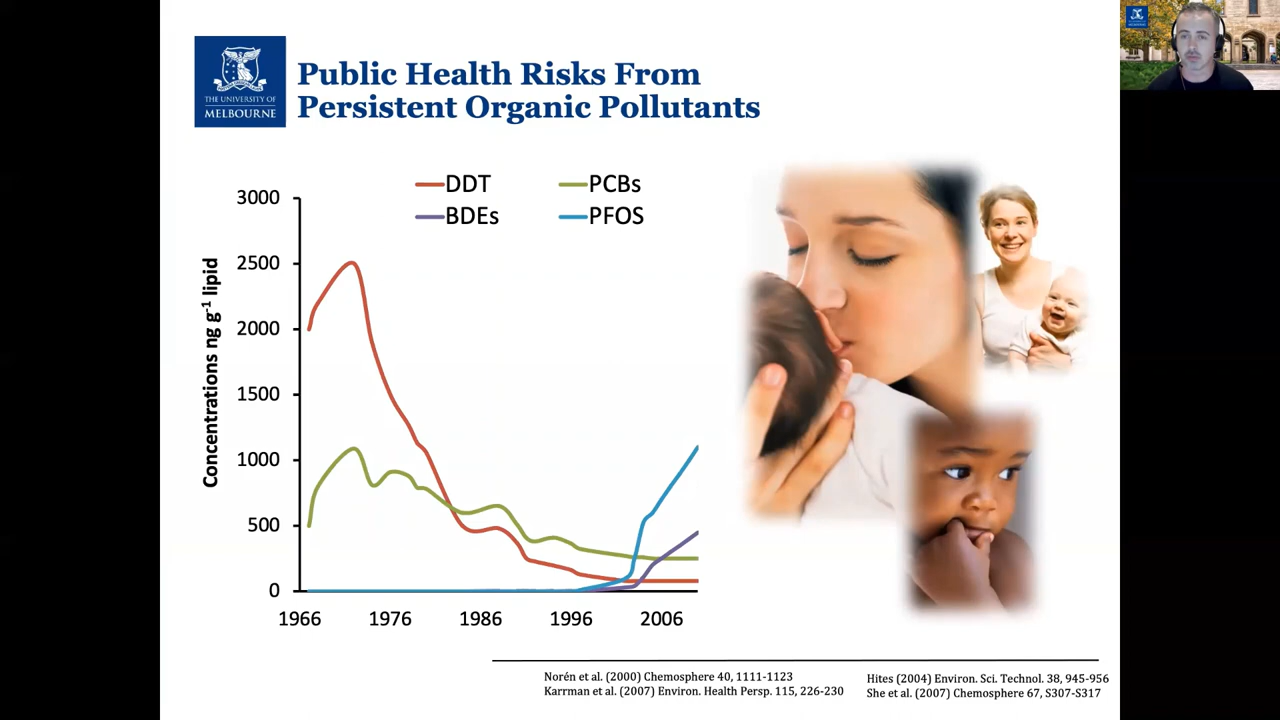 THE UNIVERSITY OF
MELBOURNE
Public Health Risks From
Persistent Organic Pollutants
DDT
PCBs
BDEs
PFOS
Concentrations ng g⁻¹ lipid
3000
2500
2000
1500
1000
500
0
1966
1976
1986
1996
2006
Norén et al. (2000) Chemosphere 40, 1111-1123
Karrman et al. (2007) Environ. Health Persp. 115, 226-230
Hites (2004) Environ. Sci. Technol. 38, 945-956
She et al. (2007) Chemosphere 67, S307-S317